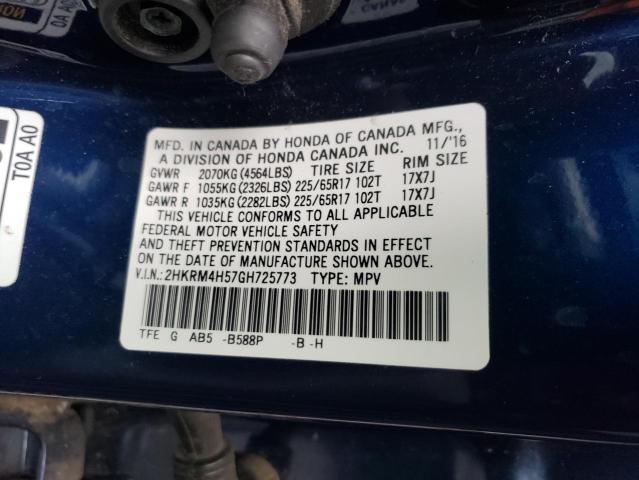 MFD. IN CANADA BY HONDA OF CANADA MFG.,
A DIVISION OF HONDA CANADA INC. 11/'16
GVWR 2070KG (4564LBS) TIRE SIZE RIM SIZE
GAWR F 1055KG (2326LBS) 225/65R17 102T 17X7J
GAWR R 1035KG (2282LBS) 225/65R17 102T 17X7J
THIS VEHICLE CONFORMS TO ALL APPLICABLE
FEDERAL MOTOR VEHICLE SAFETY
AND THEFT PREVENTION STANDARDS IN EFFECT
ON THE DATE OF MANUFACTURE SHOWN ABOVE.
V.I.N.: 2HKRM4H57GH725773 TYPE: MPV
TFE G AB5 -B588P -B -H
T0A A0